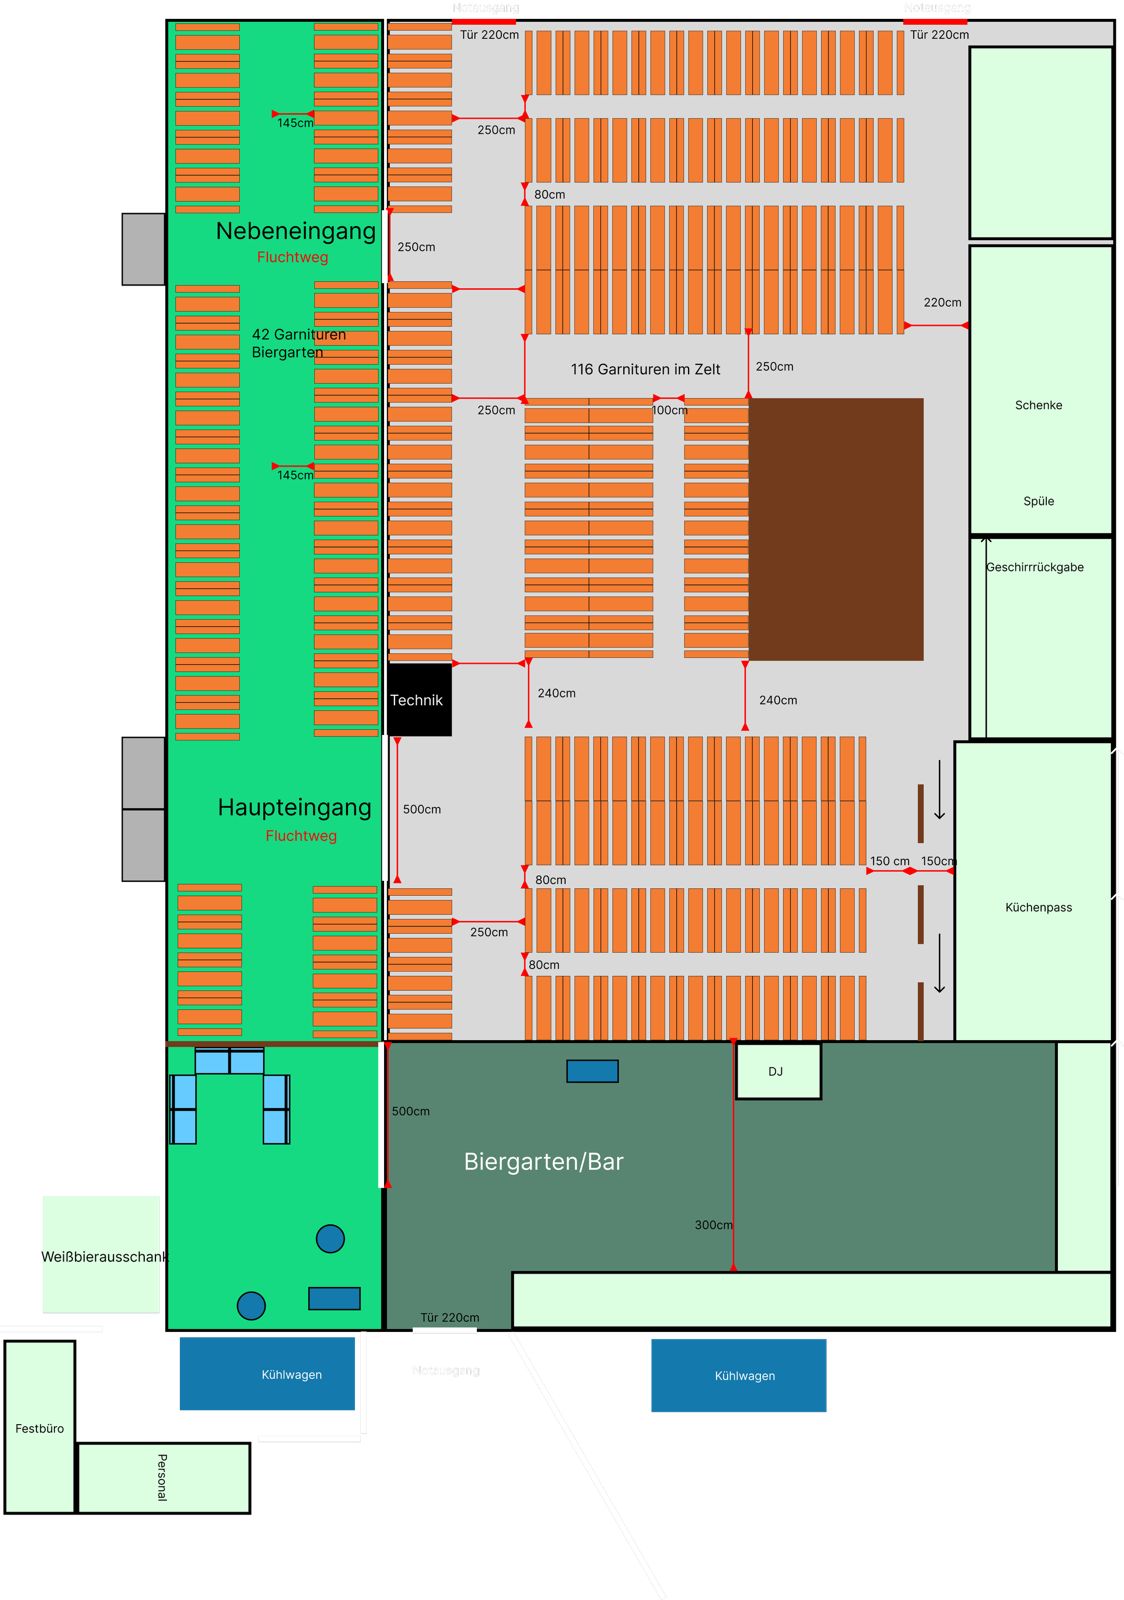 Notausgang
Notausgang
Tür 220cm
Tür 220cm
145cm
250cm
80cm
Nebeneingang
Fluchtweg
250cm
220cm
42 Garnituren
Biergarten
116 Garnituren im Zelt
250cm
250cm
100cm
Schenke
145cm
Spüle
Geschirrrückgabe
Technik
240cm
240cm
Haupteingang
Fluchtweg
500cm
150 cm
150cm
80cm
Küchenpass
250cm
80cm
DJ
500cm
Biergarten/Bar
300cm
Weißbierausschank
Tür 220cm
Notausgang
Kühlwagen
Kühlwagen
Festbüro
Personal